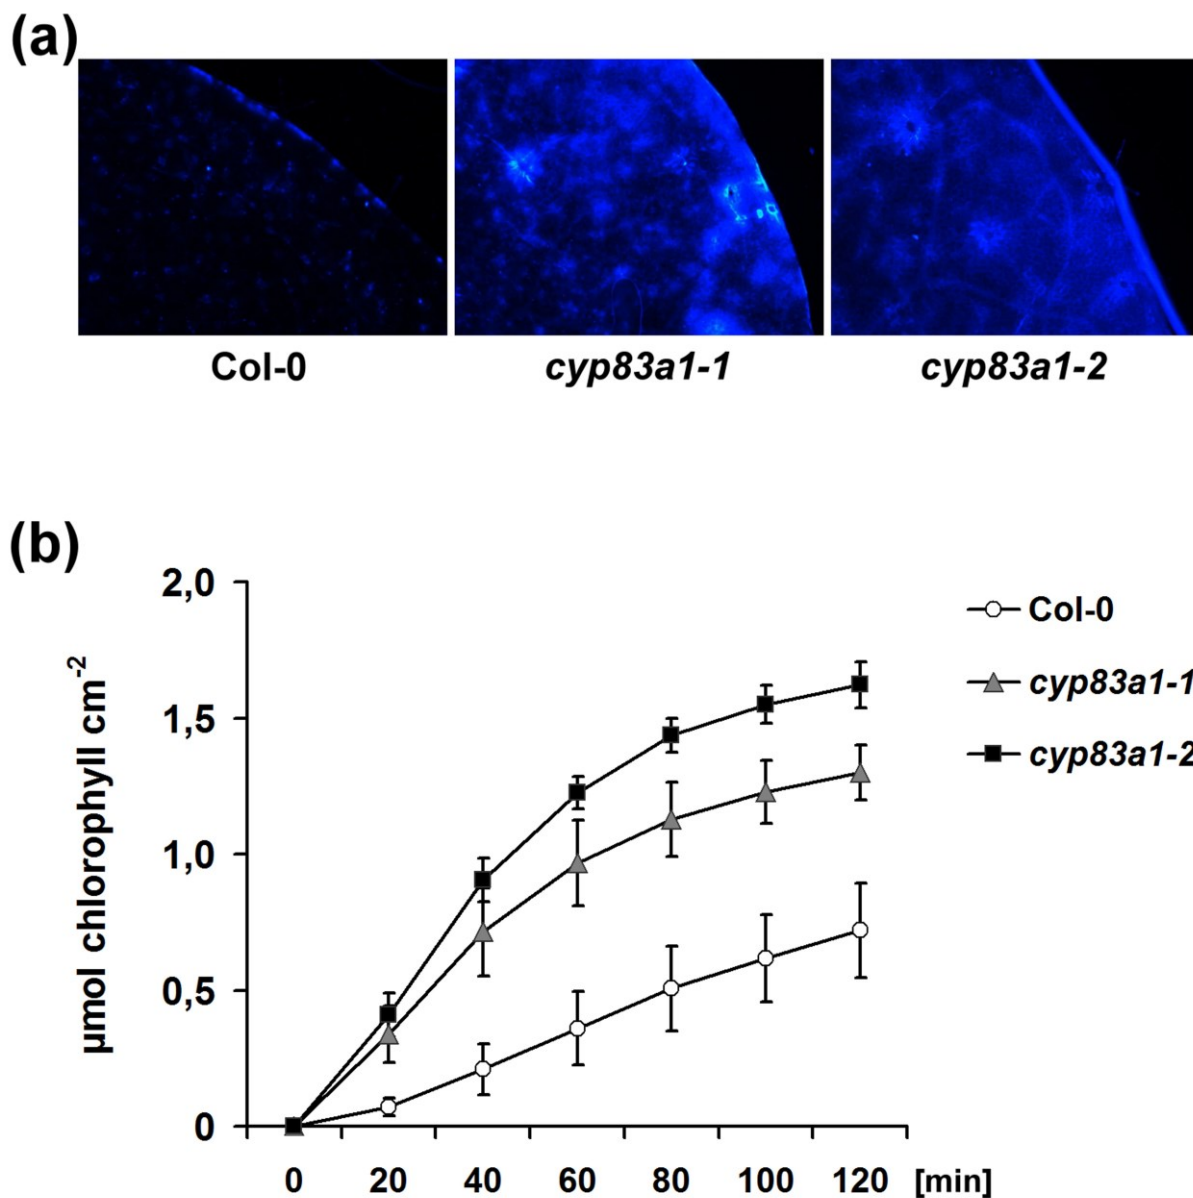 (a)
Col-0
cyp83a1-1
cyp83a1-2
(b)
µmol chlorophyll cm-2
2,0
1,5
1,0
0,5
0
0 20 40 60 80 100 120 [min]
Col-0
cyp83a1-1
cyp83a1-2